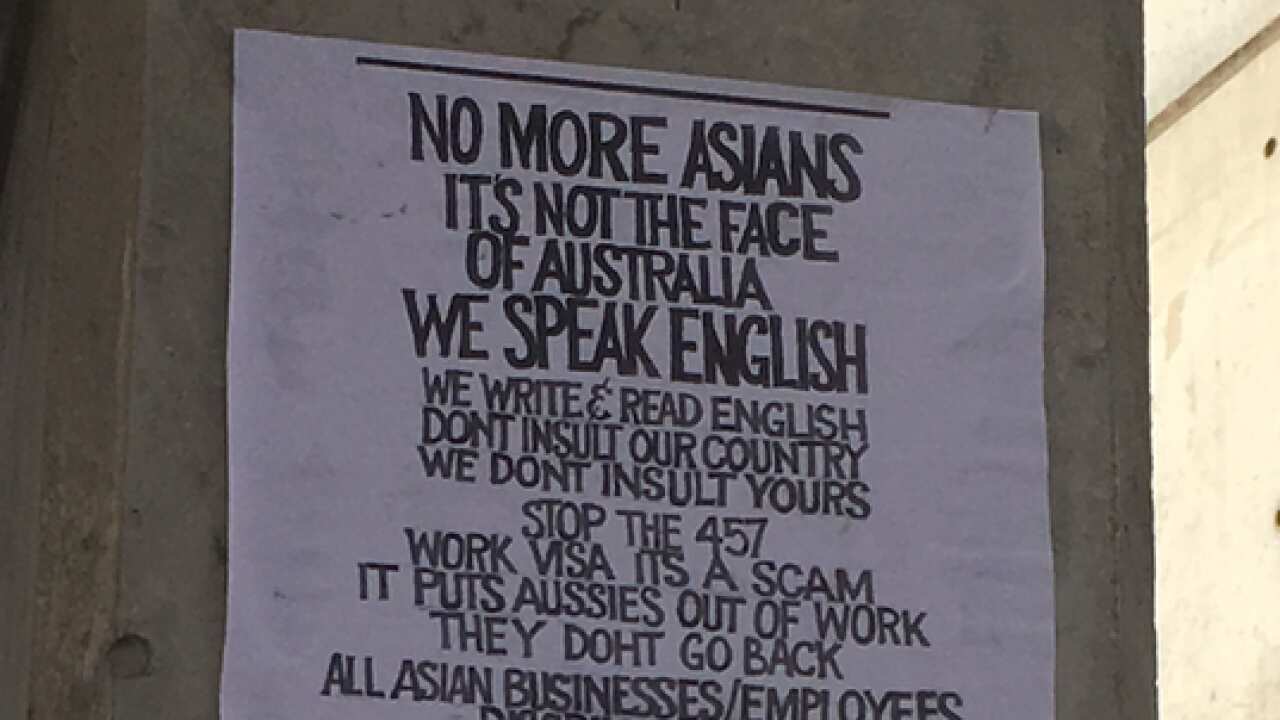 NO MORE ASIANS
IT'S NOT THE FACE
OF AUSTRALIA
WE SPEAK ENGLISH
WE WRITE & READ ENGLISH
DONT INSULT OUR COUNTRY
WE DONT INSULT YOURS
STOP THE 457
WORK VISA ITS A SCAM
IT PUTS AUSSIES OUT OF WORK
THEY DOHT GO BACK
ALL ASIAN BUSINESSES/EMPLOYEES